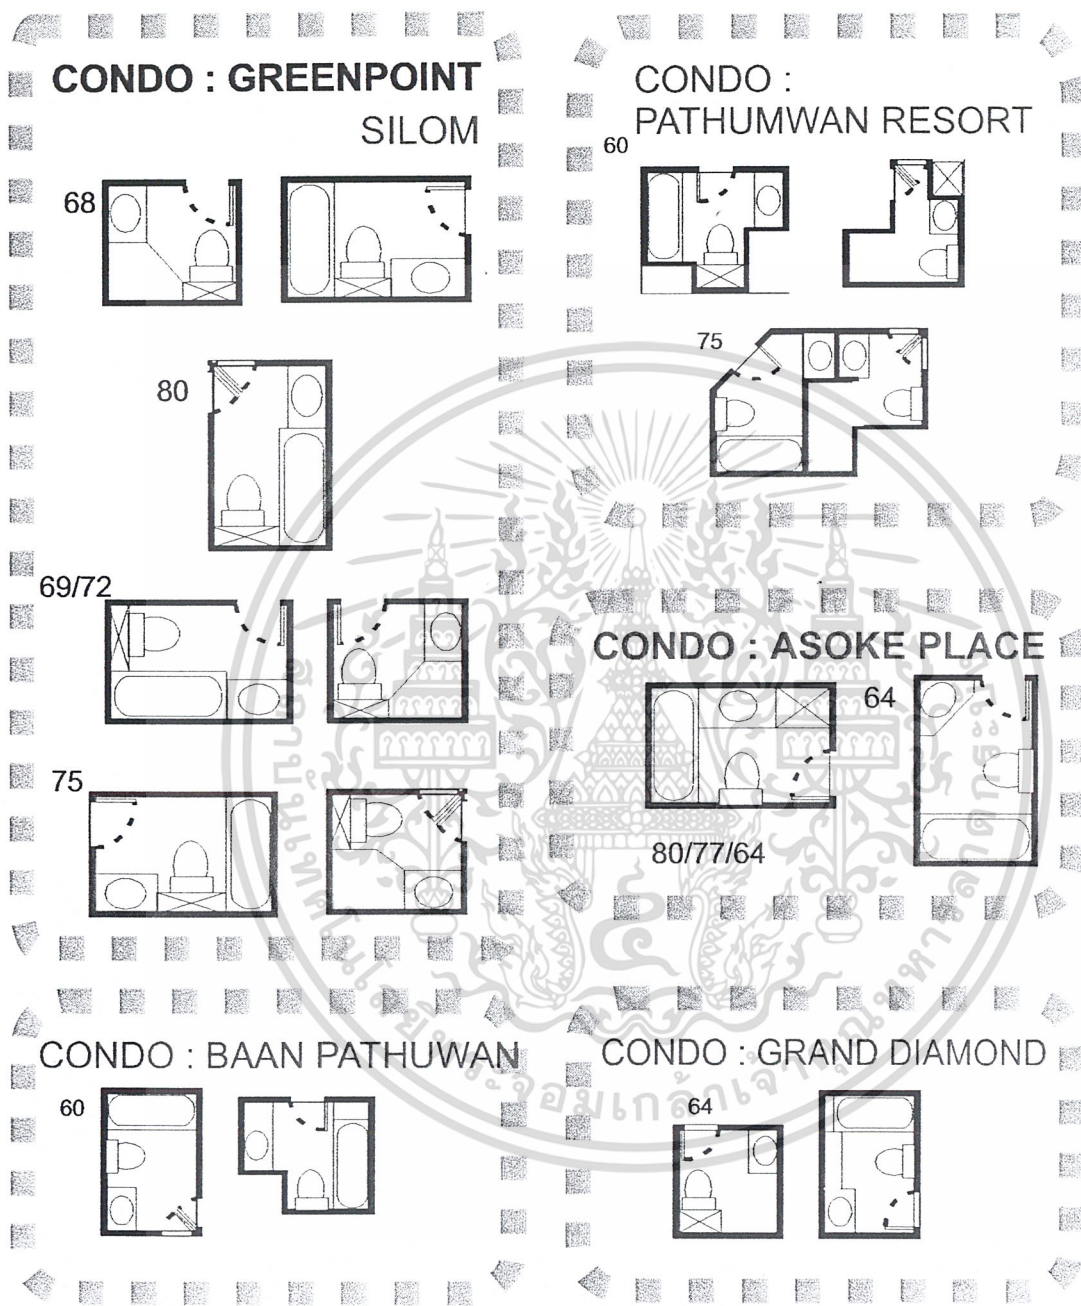 CONDO : GREENPOINT
SILOM
68
80
69/72
75
CONDO :
PATHUMWAN RESORT
60
75
CONDO : ASOKE PLACE
64
80/77/64
CONDO : BAAN PATHUWAN
60
CONDO : GRAND DIAMOND
64